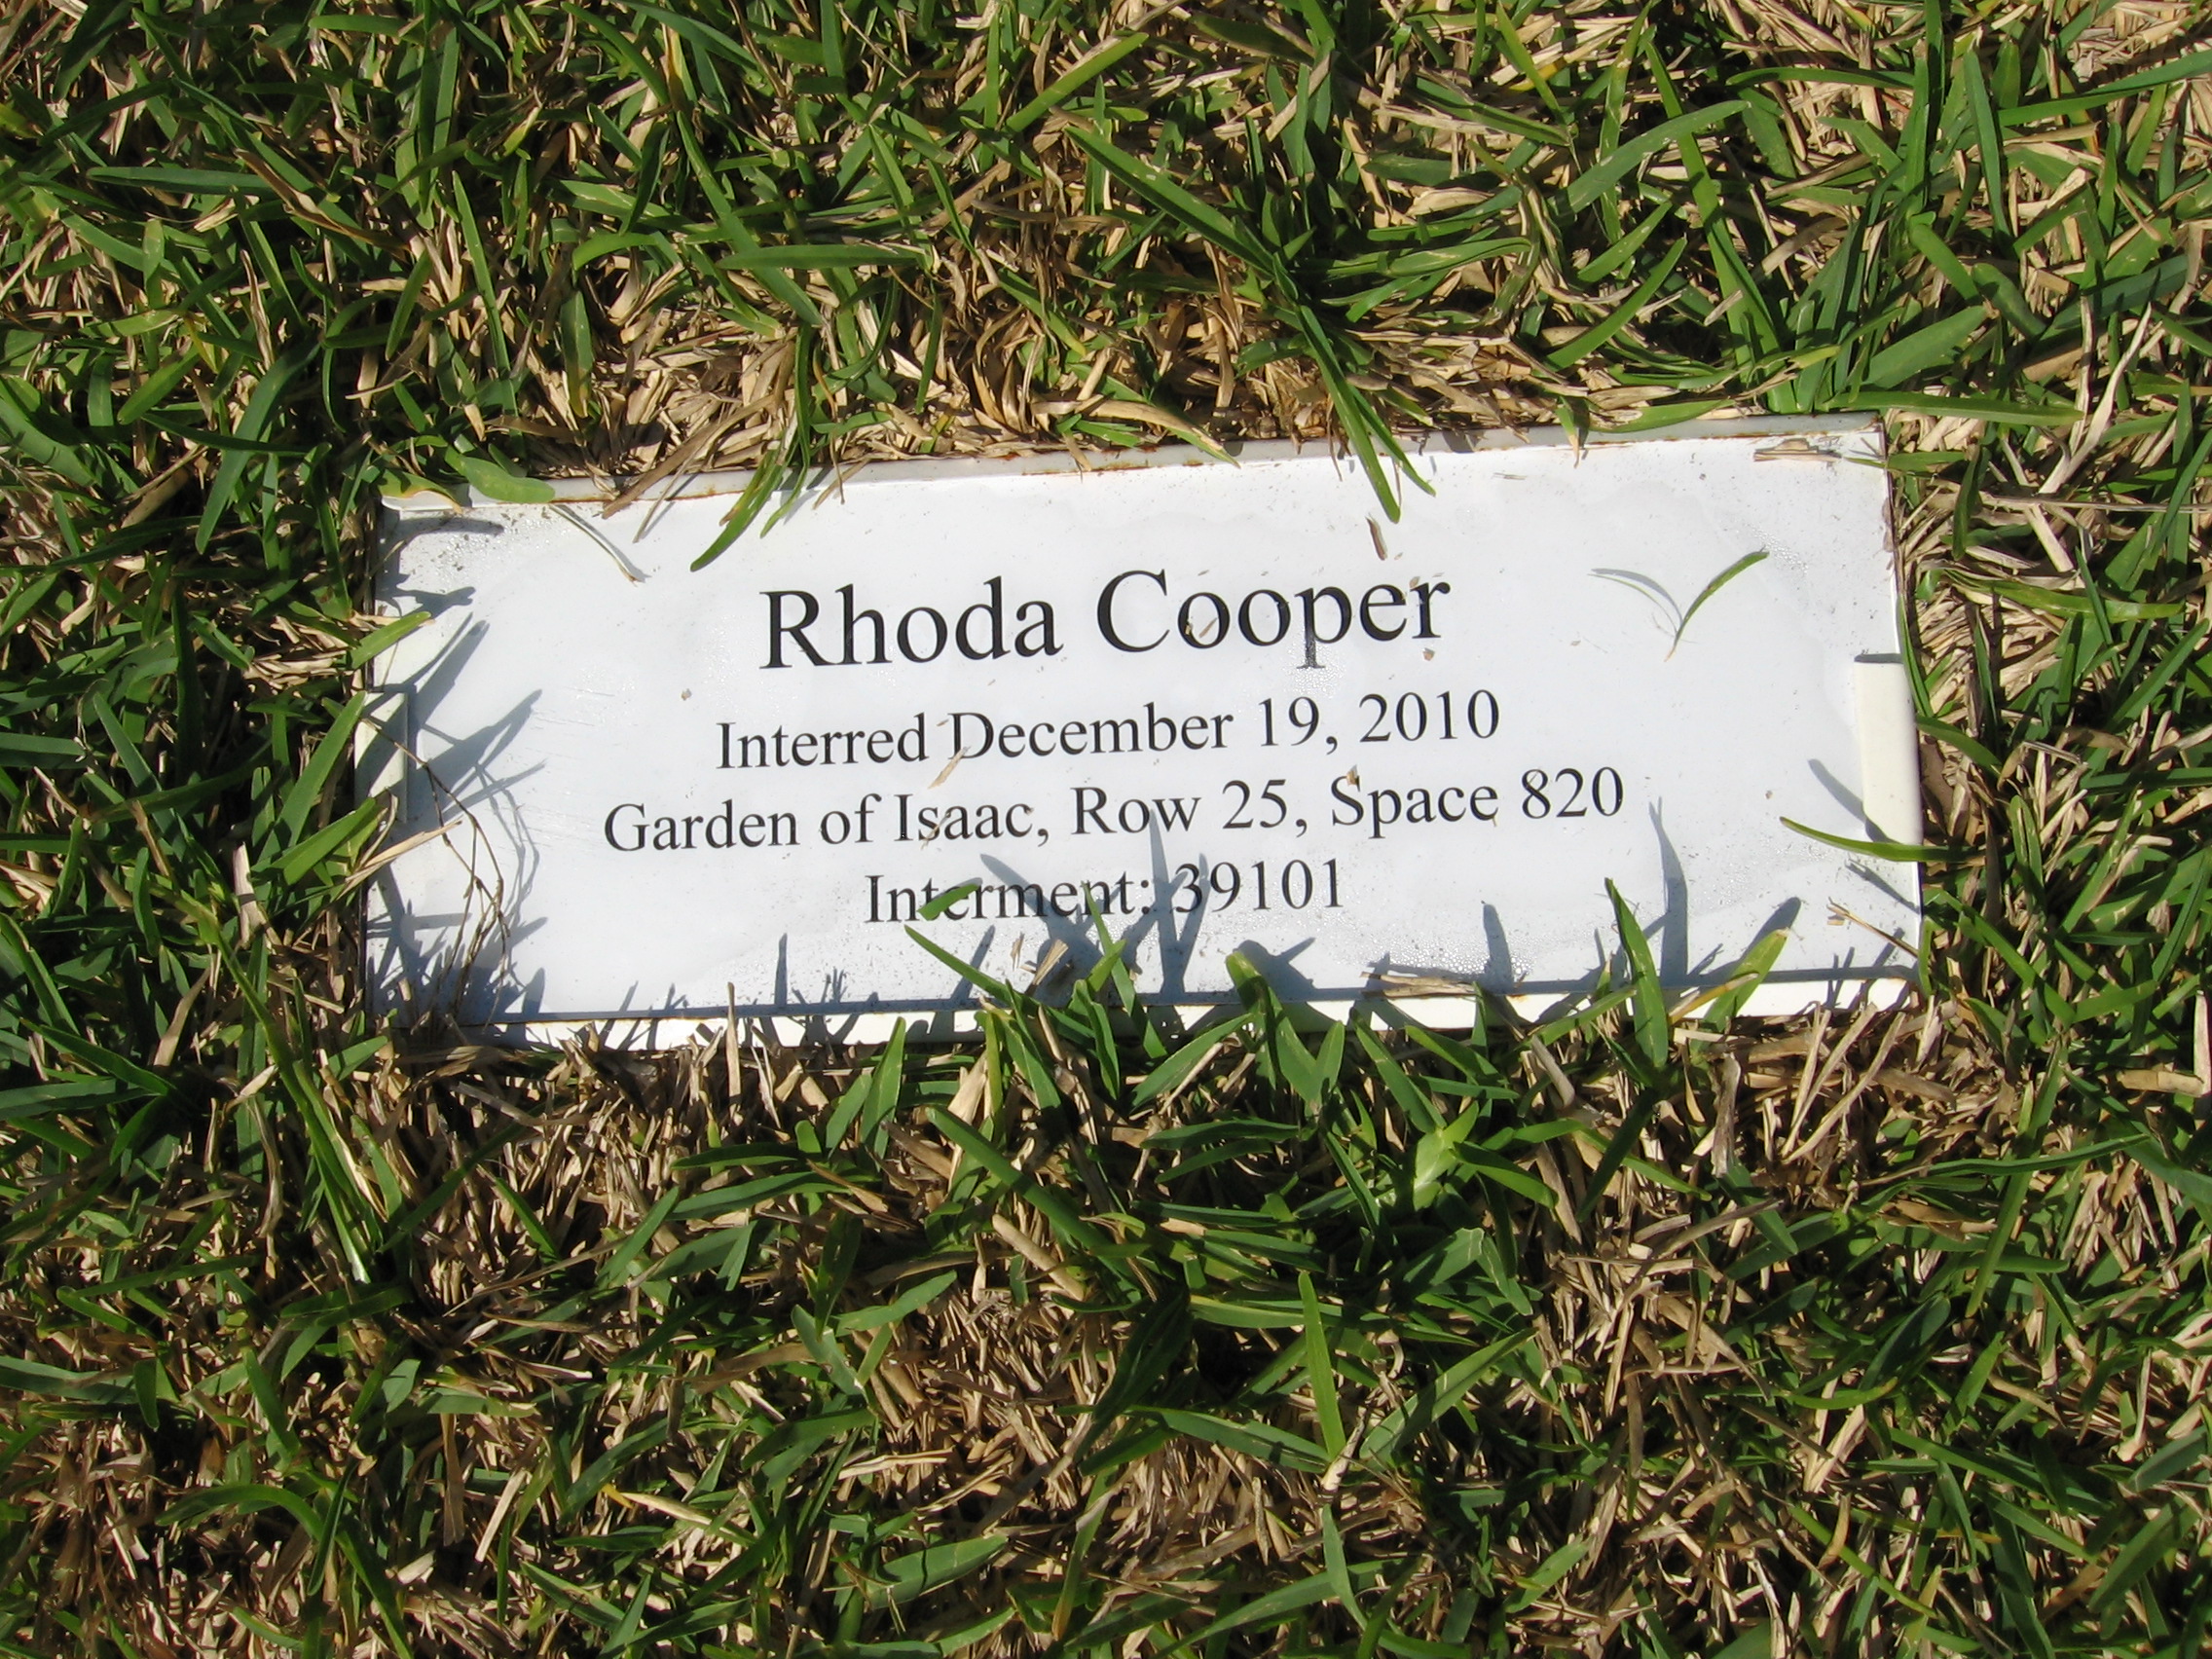 Rhoda Cooper
Interred December 19, 2010
Garden of Isaac, Row 25, Space 820
Interment: 39101